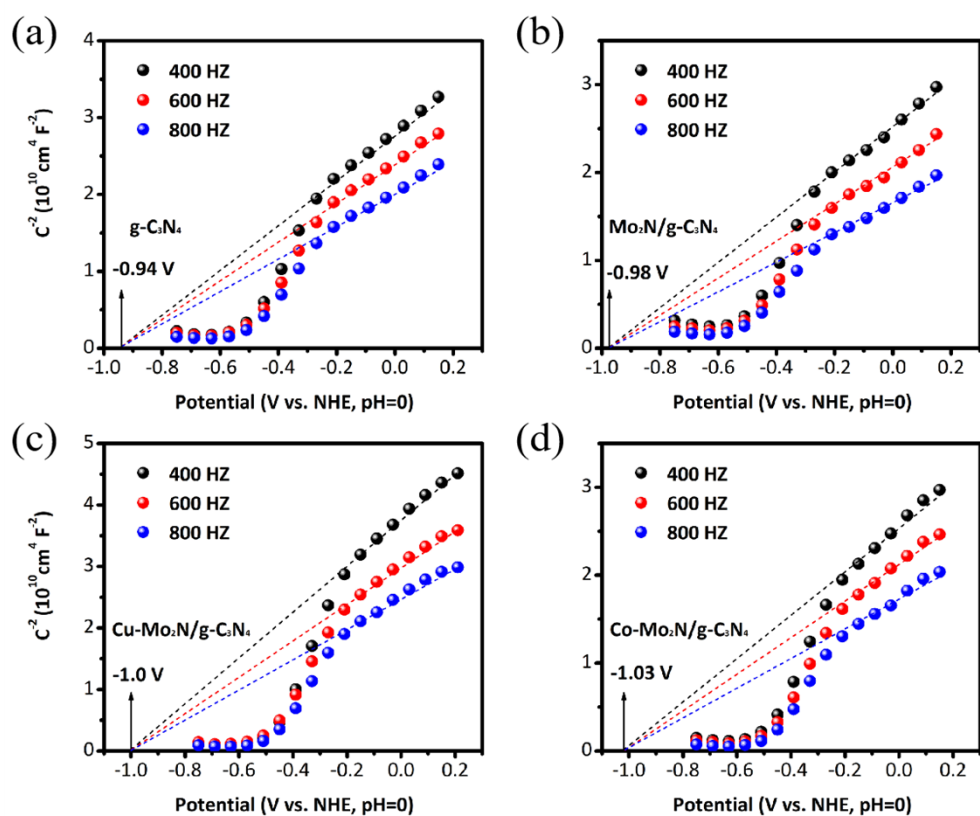 (a)
4
3
2
1
0
C⁻² (10¹⁰ cm⁴ F⁻²)
400 HZ
600 HZ
800 HZ
g-C₃N₄
-0.94 V
-1.0 -0.8 -0.6 -0.4 -0.2 0.0 0.2
Potential (V vs. NHE, pH=0)
(b)
3
2
1
0
400 HZ
600 HZ
800 HZ
Mo₂N/g-C₃N₄
-0.98 V
-1.0 -0.8 -0.6 -0.4 -0.2 0.0 0.2
Potential (V vs. NHE, pH=0)
(c)
5
4
3
2
1
0
C⁻² (10¹⁰ cm⁴ F⁻²)
400 HZ
600 HZ
800 HZ
Cu-Mo₂N/g-C₃N₄
-1.0 V
-1.0 -0.8 -0.6 -0.4 -0.2 0.0 0.2
Potential (V vs. NHE, pH=0)
(d)
3
2
1
0
400 HZ
600 HZ
800 HZ
Co-Mo₂N/g-C₃N₄
-1.03 V
-1.0 -0.8 -0.6 -0.4 -0.2 0.0 0.2
Potential (V vs. NHE, pH=0)